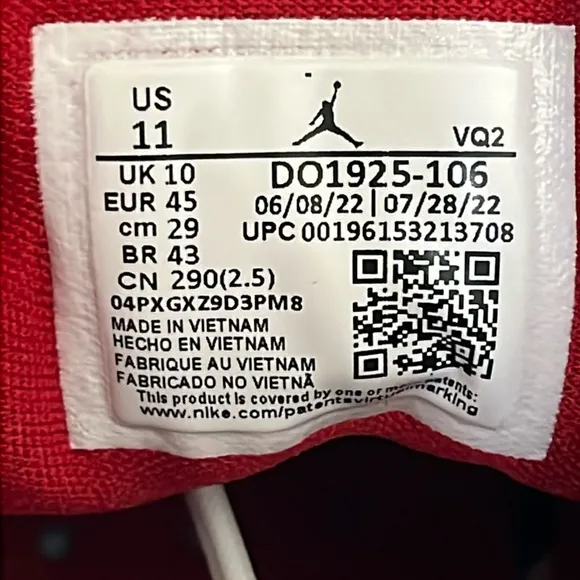 US
11
VQ2
UK 10
EUR 45
cm 29
BR 43
CN 290(2.5)
DO1925-106
06/08/22|07/28/22
UPC 00196153213708
04PXGXZ9D3PM8
MADE IN VIETNAM
HECHO EN VIETNAM
FABRIQUE AU VIETNAM
FABRICADO NO VIETNÃ
This product is covered by one or more patents:
www.nike.com/patentsvirtualmarking